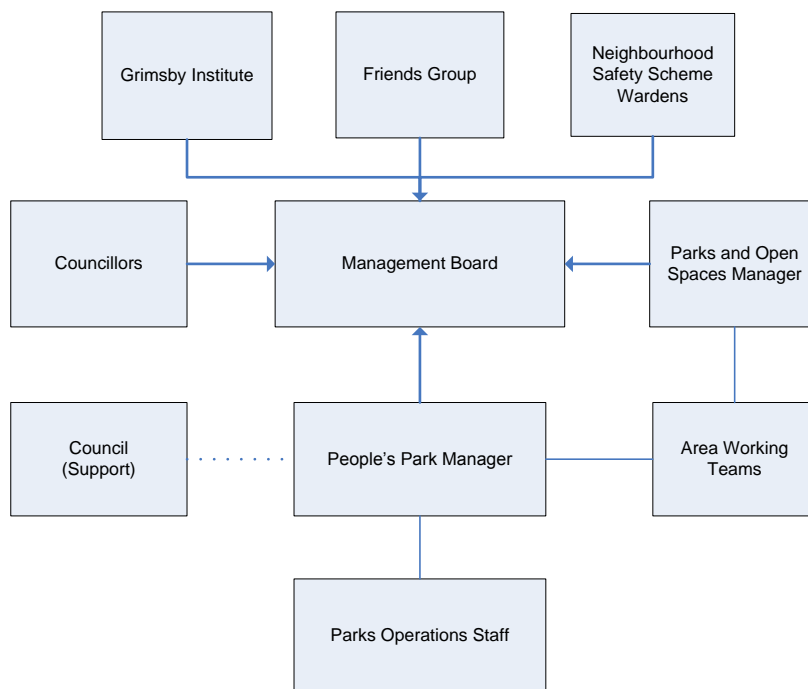 Grimsby Institute
Friends Group
Neighbourhood
Safety Scheme
Wardens
Councillors
Management Board
Parks and Open
Spaces Manager
Council
(Support)
People’s Park Manager
Area Working
Teams
Parks Operations Staff